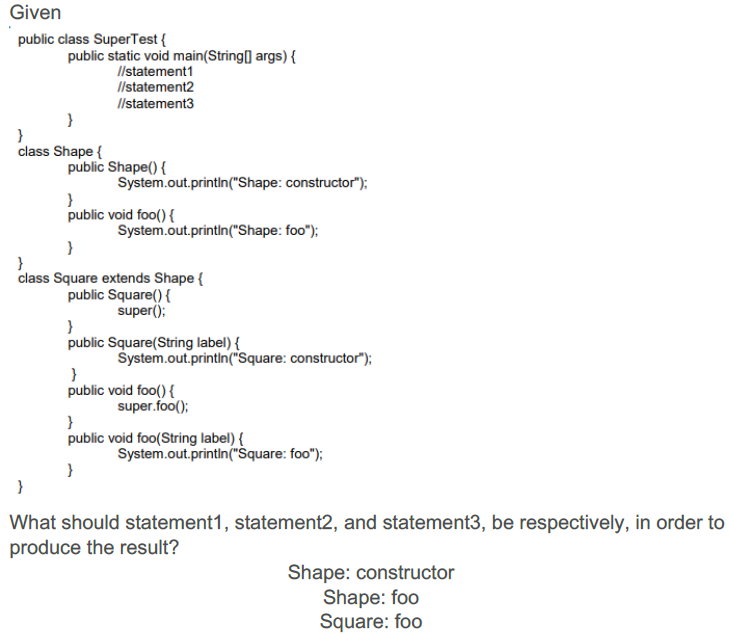 Given
public class SuperTest {
public static void main(String[] args) {
//statement1
//statement2
//statement3
}
}
class Shape {
public Shape() {
System.out.println("Shape: constructor");
}
public void foo() {
System.out.println("Shape: foo");
}
}
class Square extends Shape {
public Square() {
super();
}
public Square(String label) {
System.out.println("Square: constructor");
}
public void foo() {
super.foo();
}
public void foo(String label) {
System.out.println("Square: foo");
}
}
What should statement1, statement2, and statement3, be respectively, in order to
produce the result?
Shape: constructor
Shape: foo
Square: foo